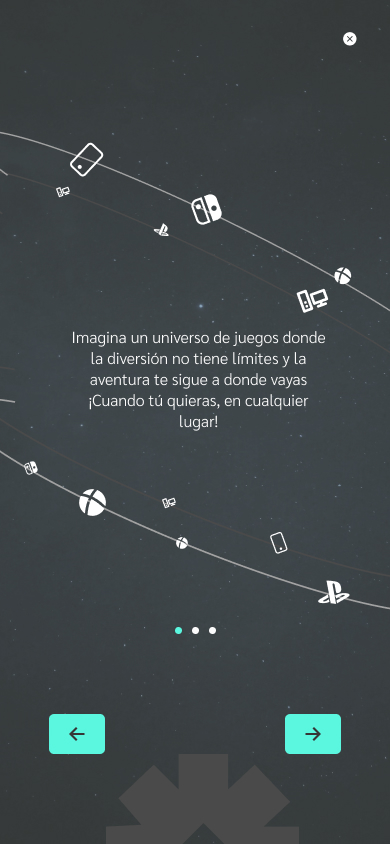 Imagina un universo de juegos donde
la diversión no tiene límites y la
aventura te sigue a donde vayas
¡Cuando tú quieras, en cualquier
lugar!